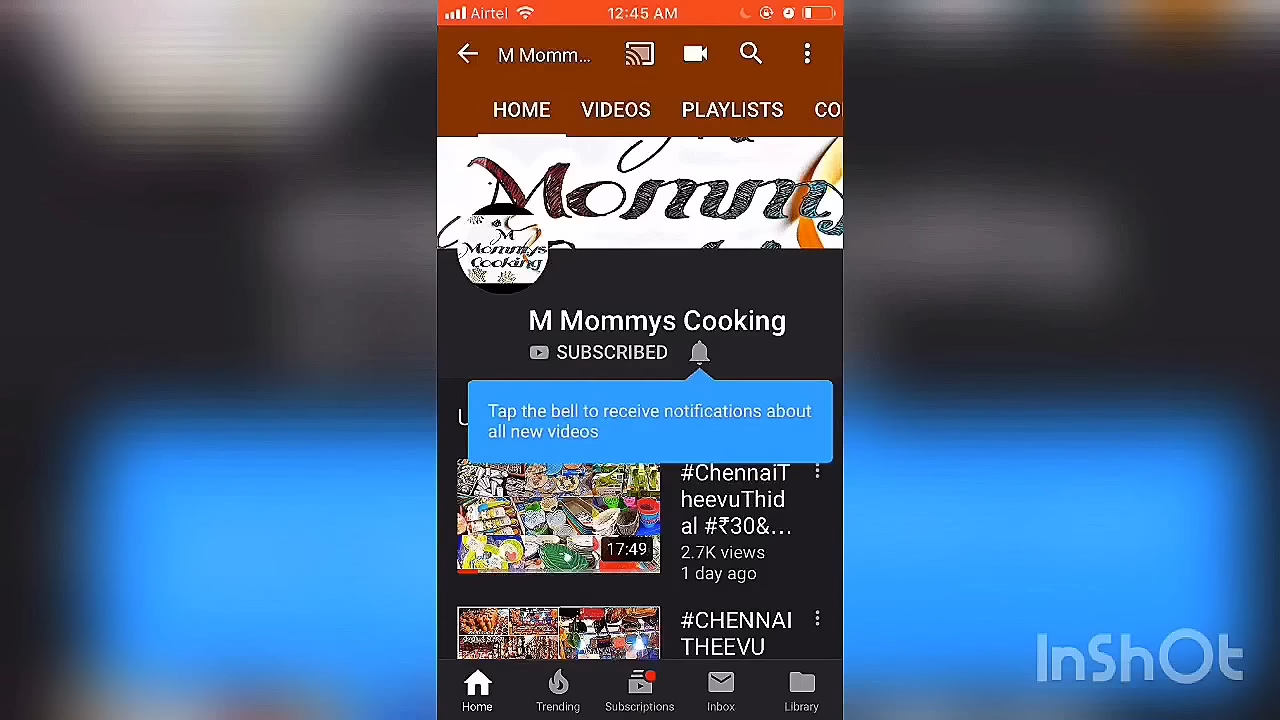 Airtel 12:45 AM
M Momm...
HOME VIDEOS PLAYLISTS CO
Mommy
M
Mommys
Cooking
M Mommys Cooking
SUBSCRIBED
Tap the bell to receive notifications about
all new videos
U
#ChennaiT
heevuThid
al #₹30&...
2.7K views
1 day ago
17:49
#CHENNAI
THEEVU
Home Trending Subscriptions Inbox Library
InShOt